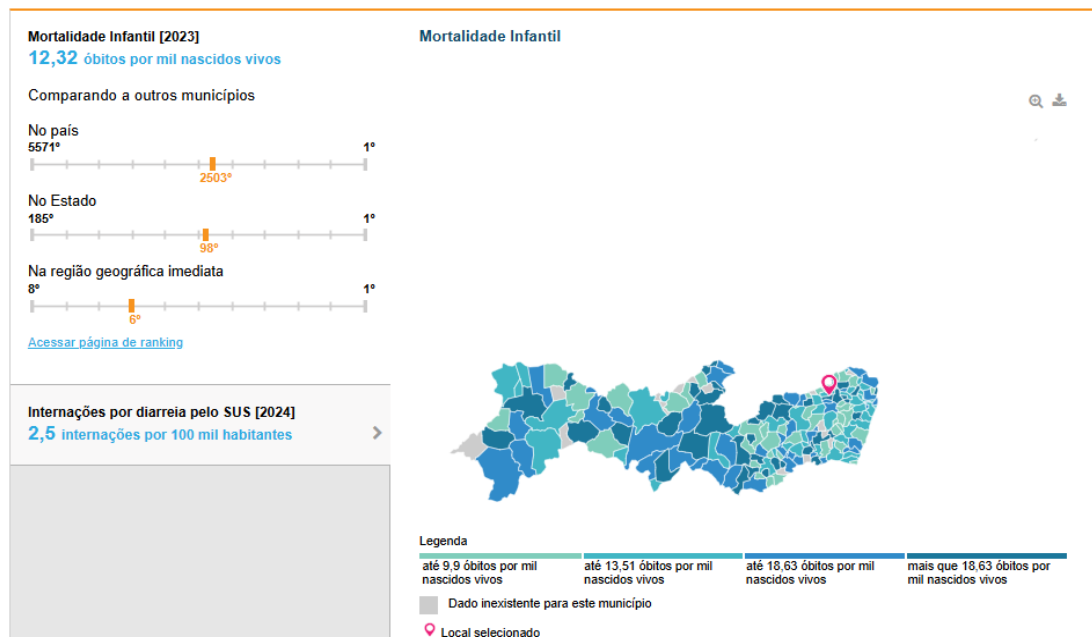 Mortalidade Infantil [2023]
12,32 óbitos por mil nascidos vivos
Comparando a outros municípios
No país
5571º 1º
2503º
No Estado
185º 1º
98º
Na região geográfica imediata
8º 1º
6º
Acessar página de ranking
Internações por diarreia pelo SUS [2024]
2,5 internações por 100 mil habitantes
Mortalidade Infantil
Legenda
até 9,9 óbitos por mil
nascidos vivos
até 13,51 óbitos por mil
nascidos vivos
até 18,63 óbitos por mil
nascidos vivos
mais que 18,63 óbitos por
mil nascidos vivos
Dado inexistente para este município
Local selecionado